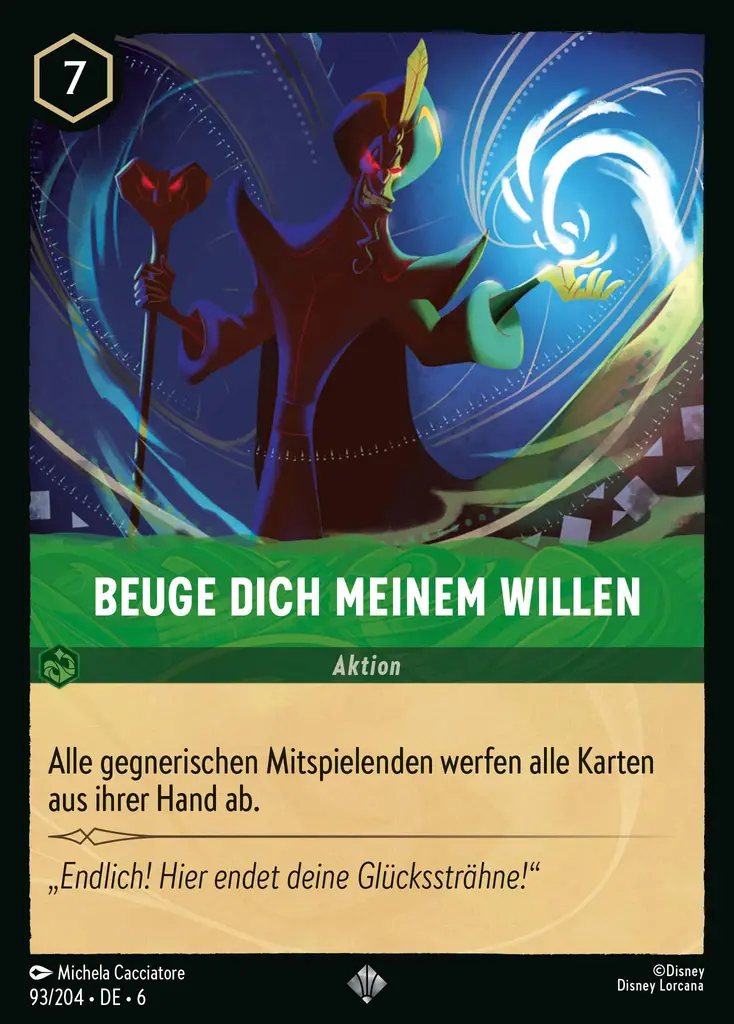 7
BEUGE DICH MEINEM WILLEN
Aktion
Alle gegnerischen Mitspielenden werfen alle Karten
aus ihrer Hand ab.
„Endlich! Hier endet deine Glückssträhne!“
Michela Cacciatore
©Disney
93/204 • DE • 6
Disney Lorcana